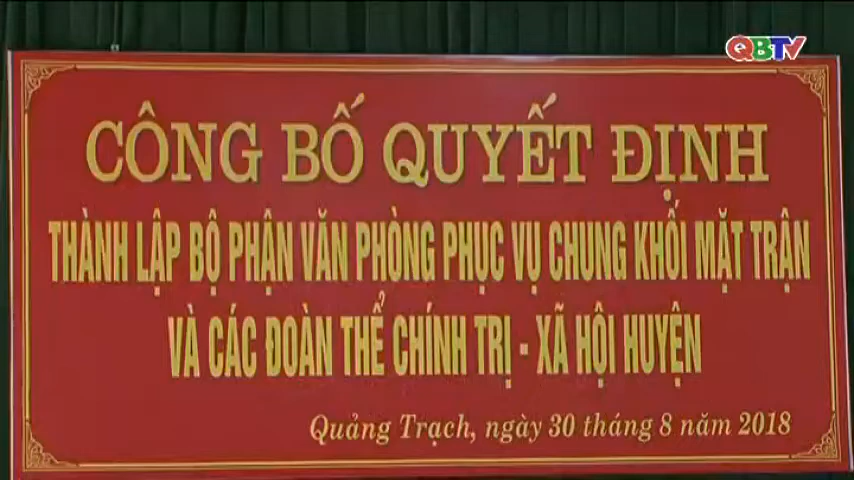 QBTV
CÔNG BỐ QUYẾT ĐỊNH
THÀNH LẬP BỘ PHẬN VĂN PHÒNG PHỤC VỤ CHUNG KHỐI MẶT TRẬN
VÀ CÁC ĐOÀN THỂ CHÍNH TRỊ - XÃ HỘI HUYỆN
Quảng Trạch, ngày 30 tháng 8 năm 2018